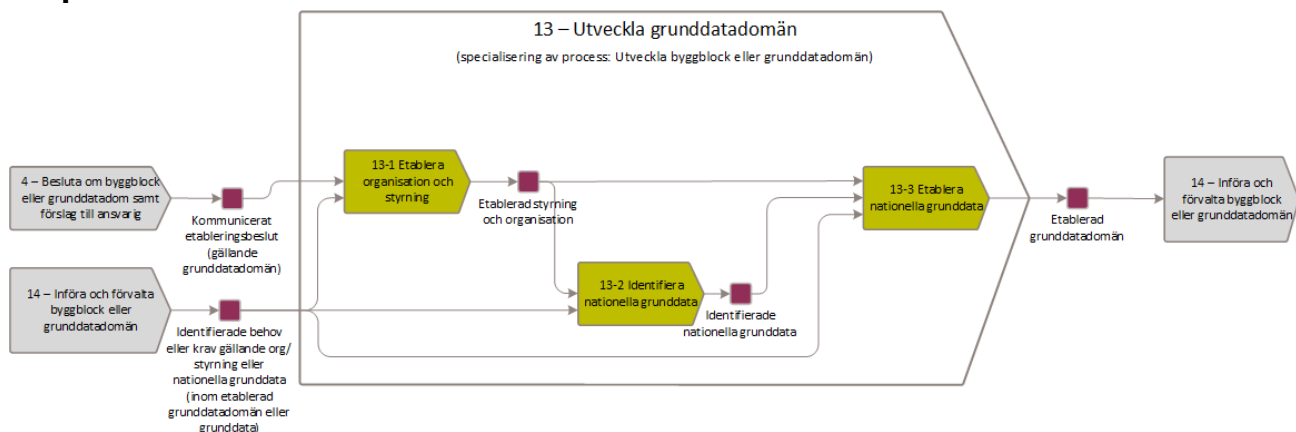 13 – Utveckla grunddatadomän
(specialisering av process: Utveckla byggblock eller grunddatadomän)
4 – Besluta om byggblock
eller grunddatadom samt
förslag till ansvarig
Kommunicerat
etableringsbeslut
(gällande
grunddatadomän)
13-1 Etablera
organisation och
styrning
Etablerad styrning
och organisation
13-3 Etablera
nationella grunddata
Etablerad
grunddatadomän
14 – Införa och
förvalta byggblock
eller grunddatadomän
14 – Införa och förvalta
byggblock eller
grunddatadomän
Identifierade behov
eller krav gällande org/
styrning eller
nationella grunddata
(inom etablerad
grunddatadomän eller
grunddata)
13-2 Identifiera
nationella grunddata
Identifierade
nationella grunddata